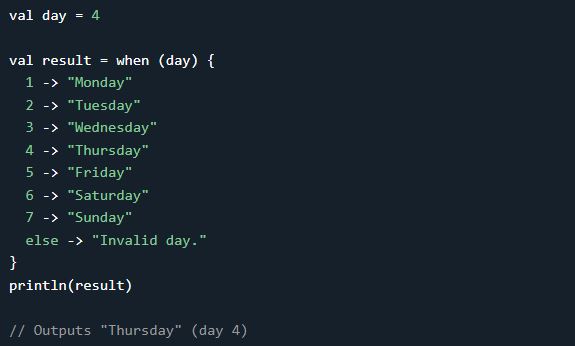 val day = 4
val result = when (day) {
1 -> "Monday"
2 -> "Tuesday"
3 -> "Wednesday"
4 -> "Thursday"
5 -> "Friday"
6 -> "Saturday"
7 -> "Sunday"
else -> "Invalid day."
}
println(result)
// Outputs "Thursday" (day 4)